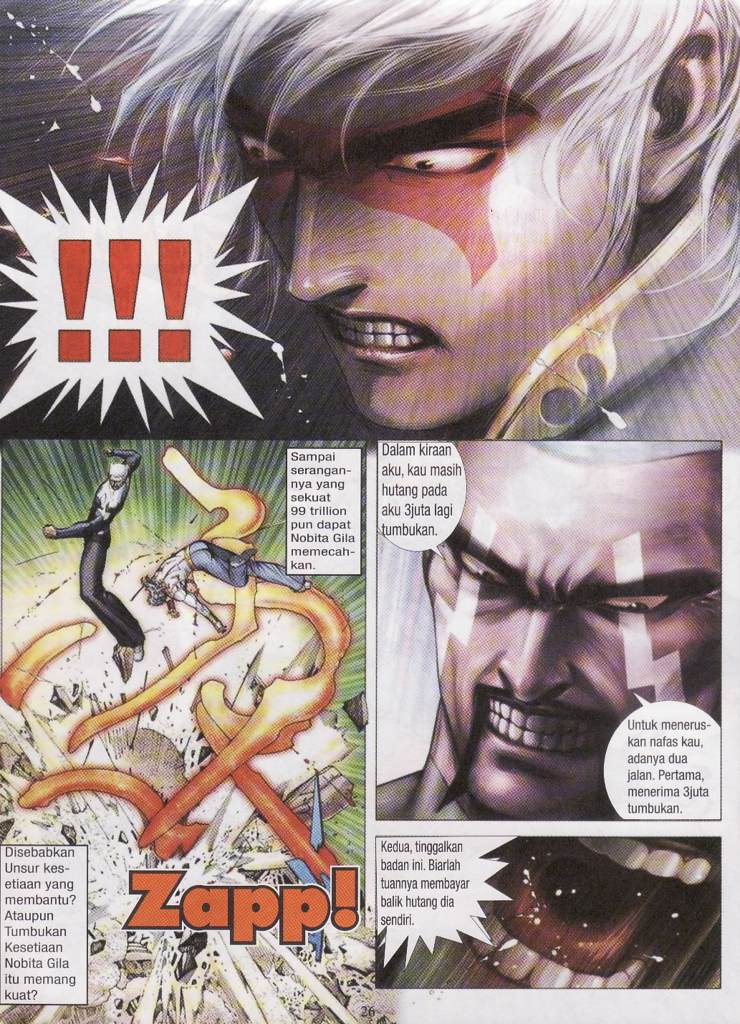 !!!
Sampai
serangan-
nya yang
sekuat
99 trillion
pun dapat
Nobita Gila
memecah-
kan.
Disebabkan
Unsur kes-
etiaan yang
membantu?
Ataupun
Tumbukan
Kesetiaan
Nobita Gila
itu memang
kuat?
Zapp!
Dalam kiraan
aku, kau masih
hutang pada
aku 3juta lagi
tumbukan.
Untuk menerus-
kan nafas kau,
adanya dua
jalan. Pertama,
menerima 3juta
tumbukan.
Kedua, tinggalkan
badan ini. Biarlah
tuannya membayar
balik hutang dia
sendiri.
26